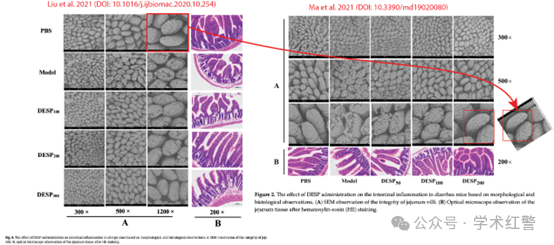 Liu et al. 2021 (DOI: 10.1016/j.ijbiomac.2020.10.254)
Ma et al. 2021 (DOI: 10.3390/md19020080)
PBS
Model
DESP100
DESP200
DESP300
300 ×
500 ×
1200 ×
200 ×
A
B
300×
500×
A
B
200 ×
PBS
Model
DESP50
DESP100
DESP200
Figure 2. The effect of DESP administration on the intestinal inflammation in diarrhea mice based on morphological and
histological observations. (A) SEM observation of the integrity of jejunum villi. (B) Optical microscope observation of the
jejunum tissue after hematoxylin-eosin (HE) staining.
公众号 · 学术红警